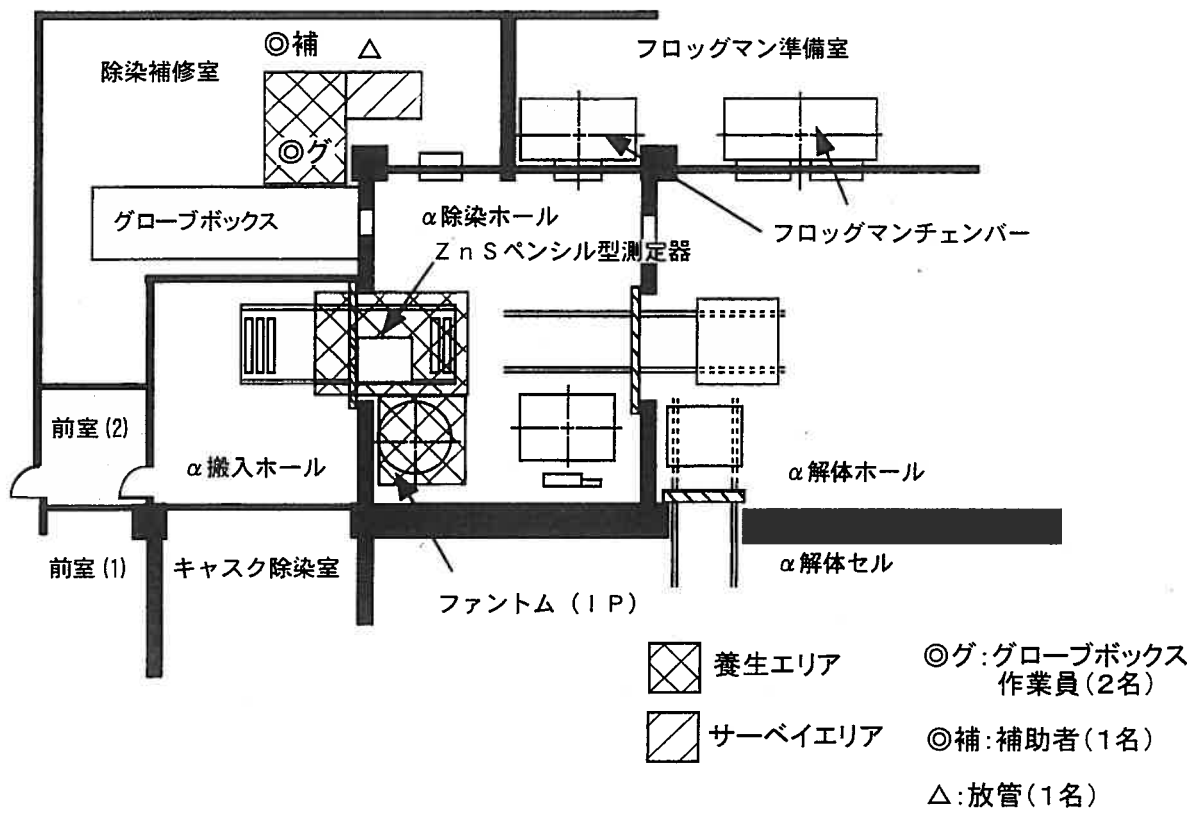 ◎補 △
フロッグマン準備室
除染補修室
◎グ
グローブボックス
α除染ホール
フロッグマンチェンバー
ZnSペンシル型測定器
前室(2)
α搬入ホール
α解体ホール
前室(1)
キャスク除染室
α解体セル
ファントム(IP)
養生エリア
サーベイエリア
◎グ:グローブボックス
作業員(2名)
◎補:補助者(1名)
△:放管(1名)